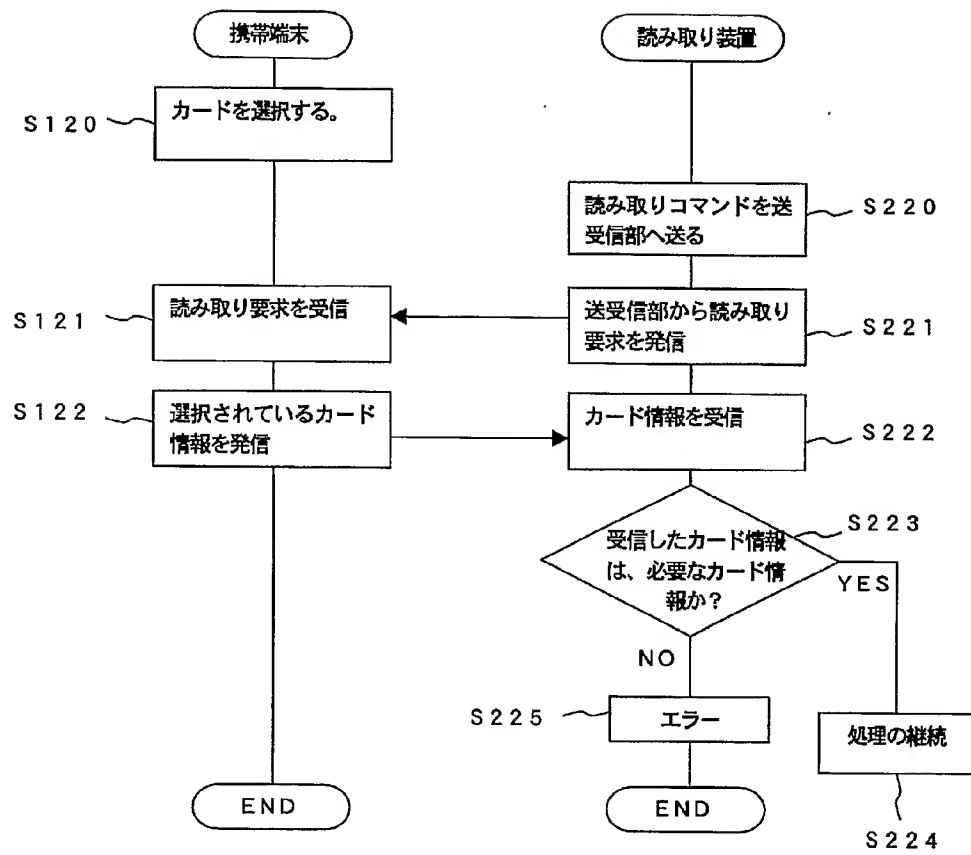 携帯端末
読み取り装置
S120
カードを選択する。
読み取りコマンドを送
受信部へ送る
S220
S121
読み取り要求を受信
送受信部から読み取り
要求を発信
S221
S122
選択されているカード
情報を発信
カード情報を受信
S222
S223
受信したカード情報
は、必要なカード情
報か?
YES
NO
S225
エラー
処理の継続
END
END
S224